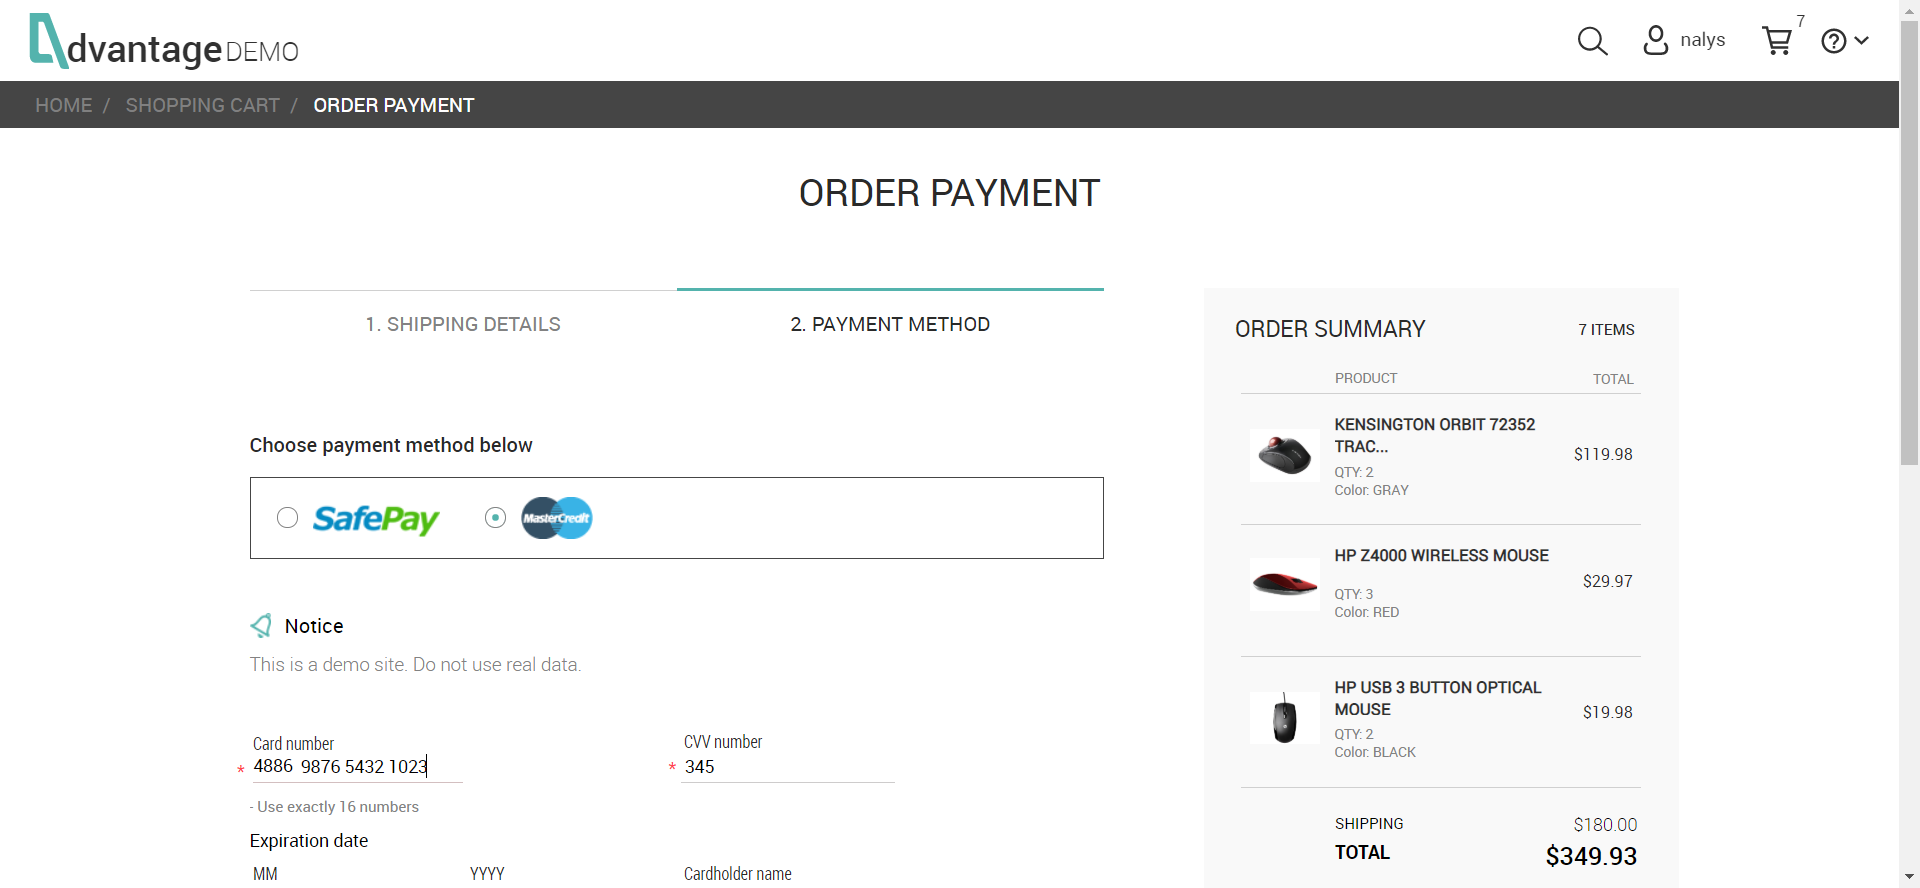 dvantage DEMO
nalys
7
HOME / SHOPPING CART / ORDER PAYMENT
ORDER PAYMENT
1. SHIPPING DETAILS
2. PAYMENT METHOD
Choose payment method below
SafePay
MasterCredit
Notice
This is a demo site. Do not use real data.
Card number
* 4886 9876 5432 1023
- Use exactly 16 numbers
CVV number
* 345
Expiration date
MM
YYYY
Cardholder name
ORDER SUMMARY
7 ITEMS
PRODUCT
TOTAL
KENSINGTON ORBIT 72352
TRAC...
QTY: 2
Color: GRAY
$119.98
HP Z4000 WIRELESS MOUSE
QTY: 3
Color: RED
$29.97
HP USB 3 BUTTON OPTICAL
MOUSE
QTY: 2
Color: BLACK
$19.98
SHIPPING
$180.00
TOTAL
$349.93